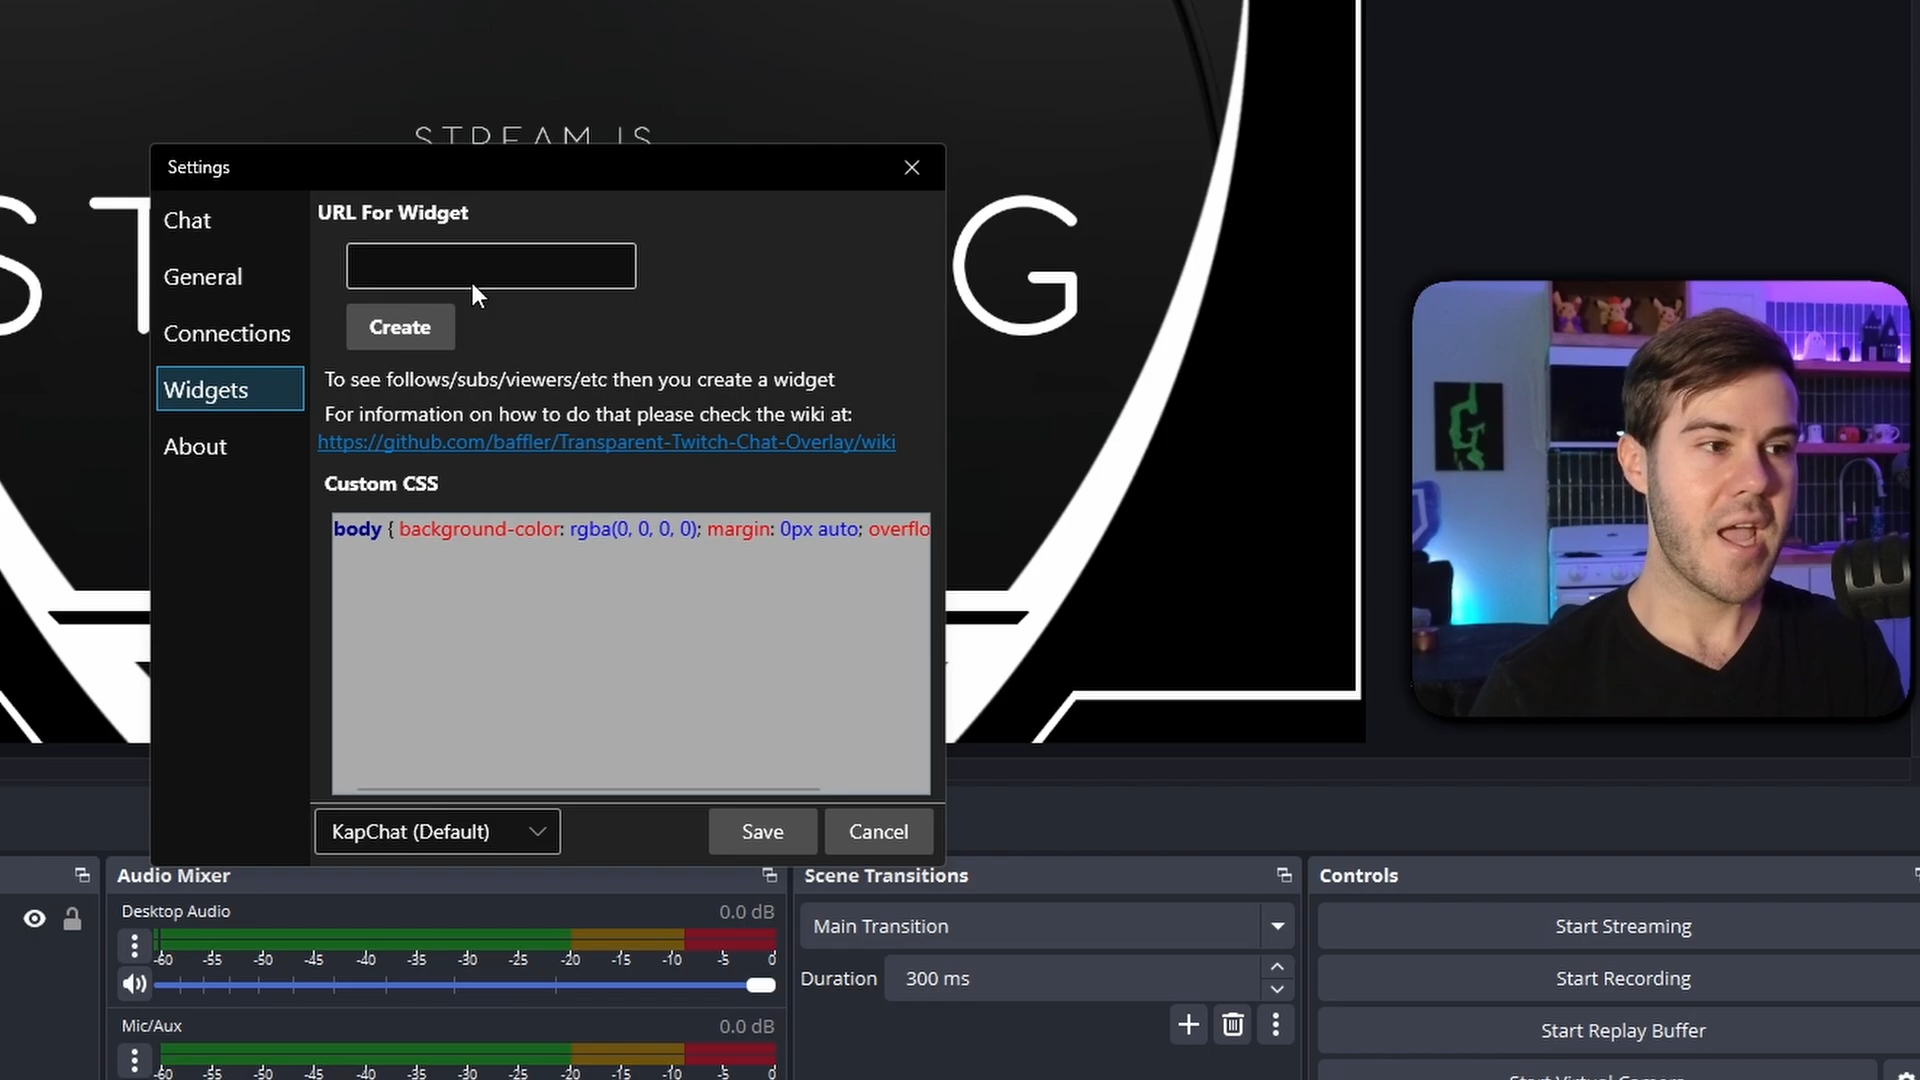 STREAM IS
ST
G
Settings
Chat
General
Connections
Widgets
About
URL For Widget
Create
To see follows/subs/viewers/etc then you create a widget
For information on how to do that please check the wiki at:
https://github.com/baffler/Transparent-Twitch-Chat-Overlay/wiki
Custom CSS
body { background-color: rgba(0, 0, 0, 0); margin: 0px auto; overflo
KapChat (Default)
Save
Cancel
Audio Mixer
Desktop Audio
0.0 dB
-60 -55 -50 -45 -40 -35 -30 -25 -20 -15 -10 -5 0
Mic/Aux
0.0 dB
-60 -55 -50 -45 -40 -35 -30 -25 -20 -15 -10 -5 0
Scene Transitions
Main Transition
Duration
300 ms
Controls
Start Streaming
Start Recording
Start Replay Buffer
Start Virtual Camera